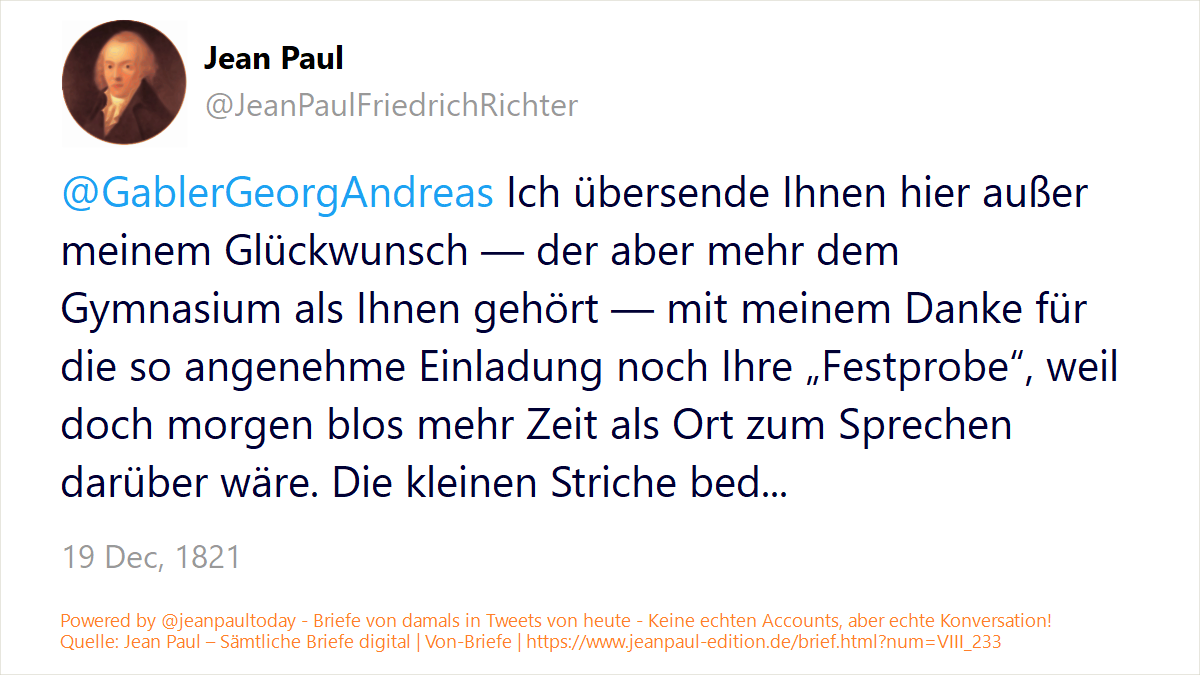 Jean Paul
@JeanPaulFriedrichRichter
@GablerGeorgAndreas Ich übersende Ihnen hier außer
meinem Glückwunsch — der aber mehr dem
Gymnasium als Ihnen gehört — mit meinem Danke für
die so angenehme Einladung noch Ihre „Festprobe“, weil
doch morgen blos mehr Zeit als Ort zum Sprechen
darüber wäre. Die kleinen Striche bed...
19 Dec, 1821
Powered by @jeanpaultoday - Briefe von damals in Tweets von heute - Keine echten Accounts, aber echte Konversation!
Quelle: Jean Paul – Sämtliche Briefe digital | Von-Briefe | https://www.jeanpaul-edition.de/brief.html?num=VIII_233